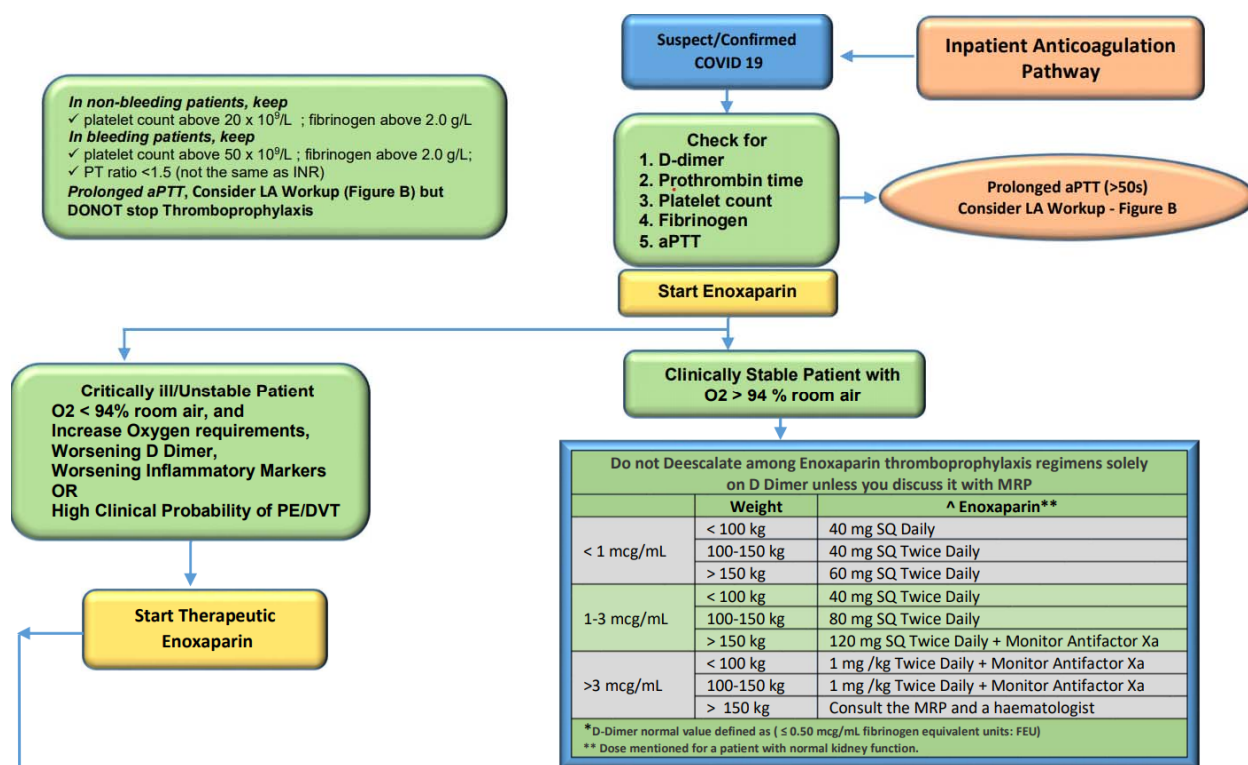 Suspect/Confirmed
COVID 19
Inpatient Anticoagulation
Pathway
In non-bleeding patients, keep
✓ platelet count above 20 x 10⁹/L ; fibrinogen above 2.0 g/L
In bleeding patients, keep
✓ platelet count above 50 x 10⁹/L ; fibrinogen above 2.0 g/L;
✓ PT ratio <1.5 (not the same as INR)
Prolonged aPTT, Consider LA Workup (Figure B) but
DONOT stop Thromboprophylaxis
Check for
1. D-dimer
2. Prothrombin time
3. Platelet count
4. Fibrinogen
5. aPTT
Prolonged aPTT (>50s)
Consider LA Workup - Figure B
Start Enoxaparin
Critically ill/Unstable Patient
O2 < 94% room air, and
Increase Oxygen requirements,
Worsening D Dimer,
Worsening Inflammatory Markers
OR
High Clinical Probability of PE/DVT
Clinically Stable Patient with
O2 > 94 % room air
Start Therapeutic
Enoxaparin
Do not Deescalate among Enoxaparin thromboprophylaxis regimens solely
on D Dimer unless you discuss it with MRP
Weight ^ Enoxaparin**
< 1 mcg/mL
< 100 kg 40 mg SQ Daily
100-150 kg 40 mg SQ Twice Daily
> 150 kg 60 mg SQ Twice Daily
1-3 mcg/mL
< 100 kg 40 mg SQ Twice Daily
100-150 kg 80 mg SQ Twice Daily
> 150 kg 120 mg SQ Twice Daily + Monitor Antifactor Xa
>3 mcg/mL
< 100 kg 1 mg /kg Twice Daily + Monitor Antifactor Xa
100-150 kg 1 mg /kg Twice Daily + Monitor Antifactor Xa
> 150 kg Consult the MRP and a haematologist
*D-Dimer normal value defined as ( ≤ 0.50 mcg/mL fibrinogen equivalent units: FEU)
** Dose mentioned for a patient with normal kidney function.